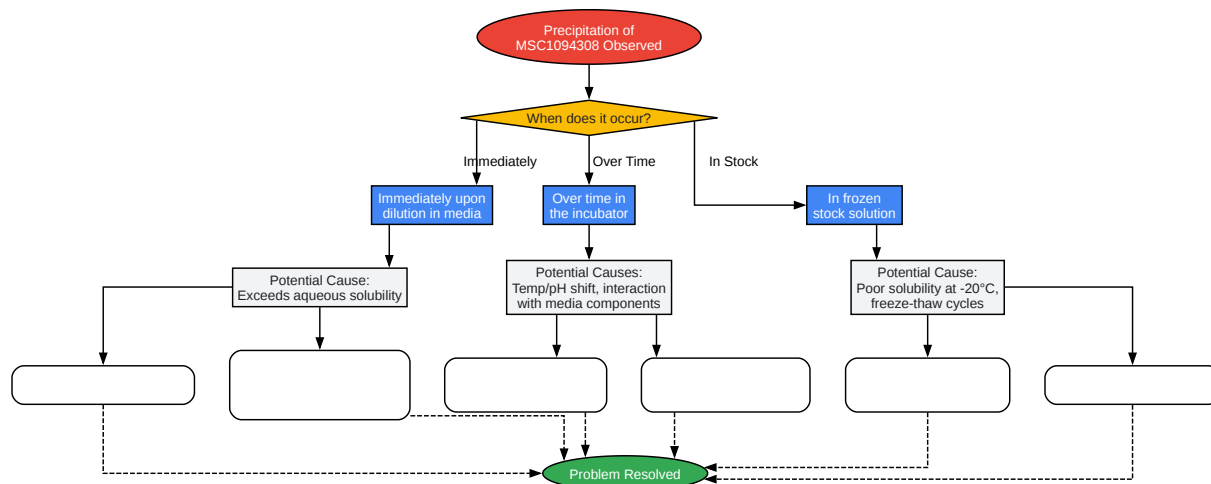 Precipitation of
MSC1094308 Observed
When does it occur?
Immediately
Over Time
In Stock
Immediately upon
dilution in media
Over time in
the incubator
In frozen
stock solution
Potential Cause:
Exceeds aqueous solubility
Potential Causes:
Temp/pH shift, interaction
with media components
Potential Cause:
Poor solubility at -20°C,
freeze-thaw cycles
Problem Resolved